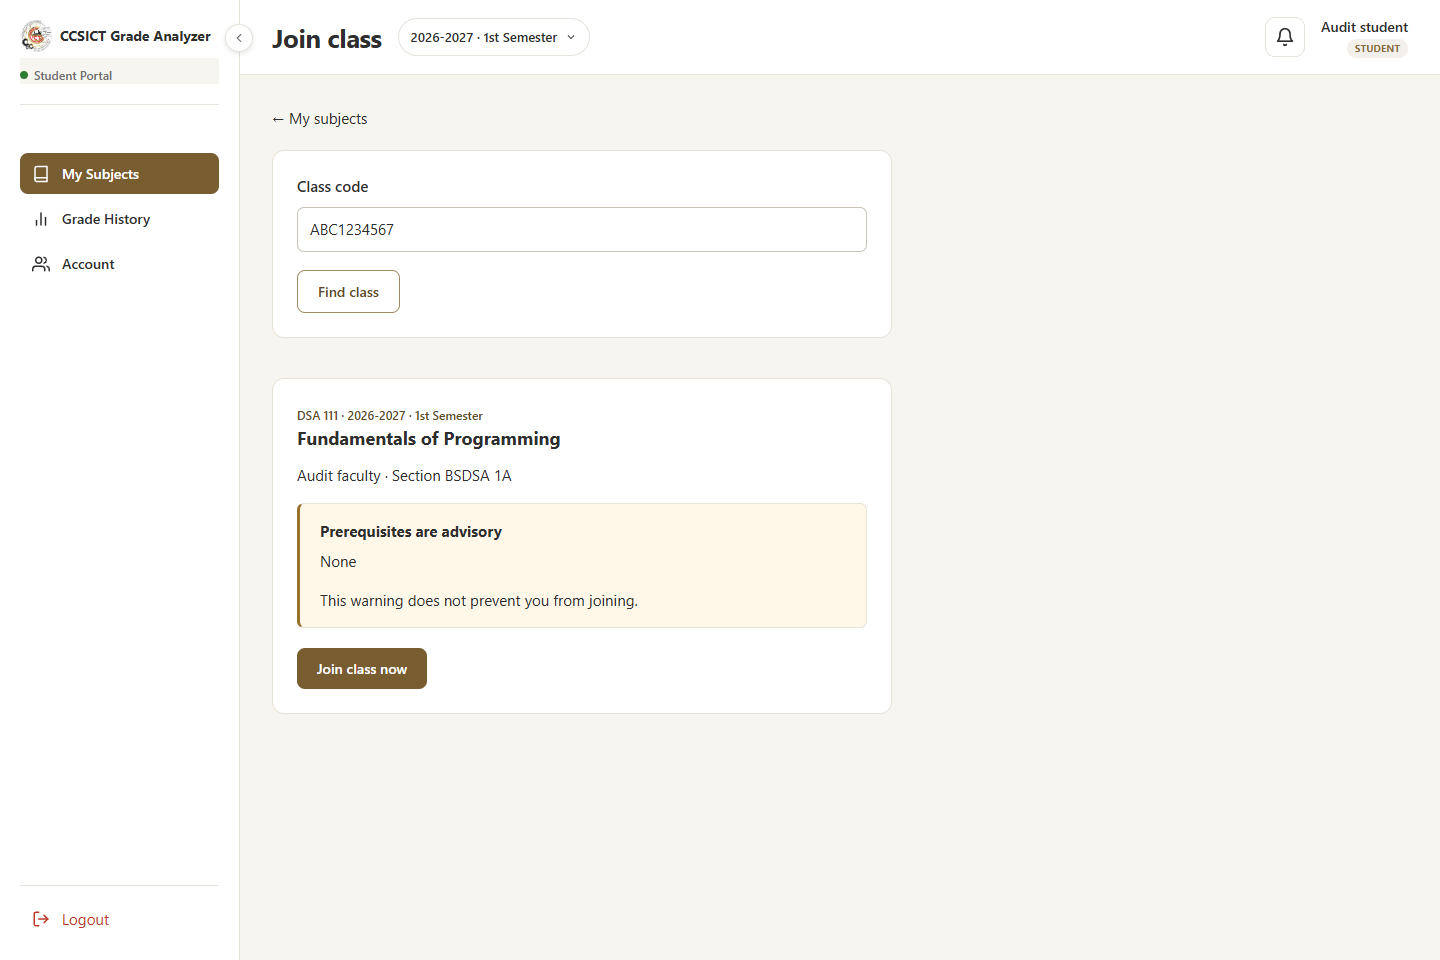 CCSICT Grade Analyzer
Student Portal
My Subjects
Grade History
Account
Logout
Join class
2026-2027 · 1st Semester
Audit student
STUDENT
← My subjects
Class code
ABC1234567
Find class
DSA 111 · 2026-2027 · 1st Semester
Fundamentals of Programming
Audit faculty · Section BSDSA 1A
Prerequisites are advisory
None
This warning does not prevent you from joining.
Join class now